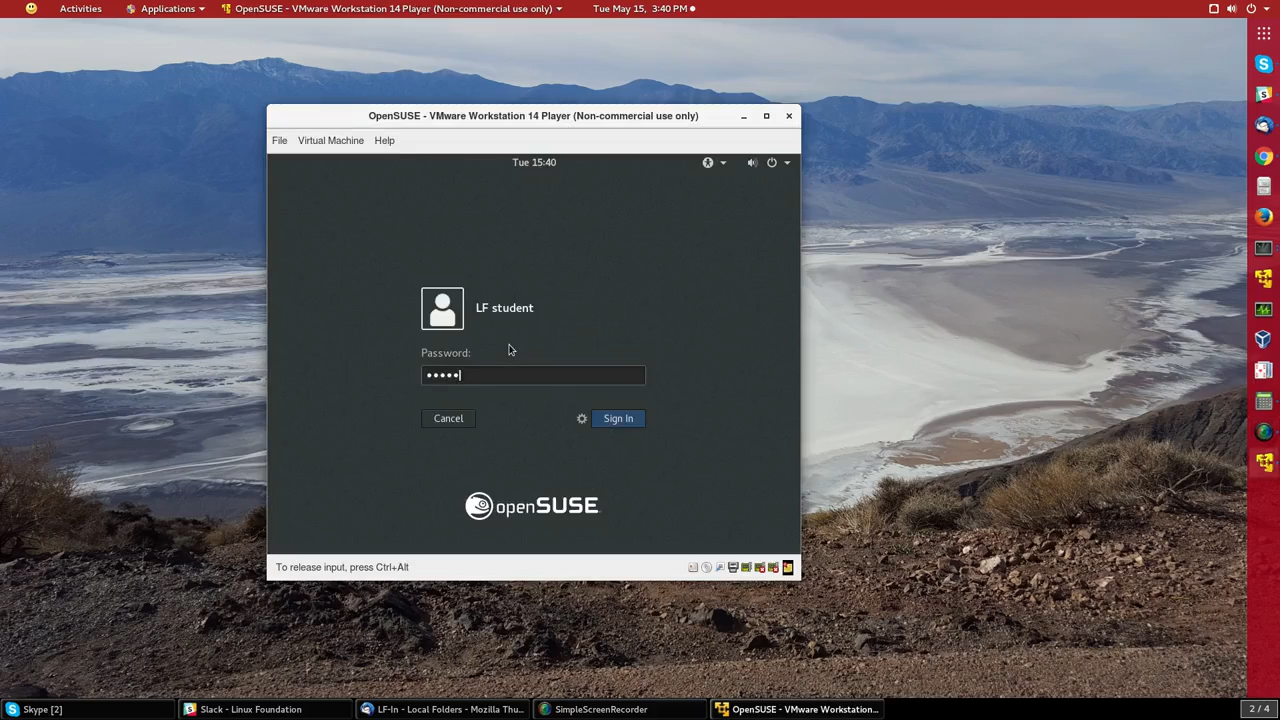 Activities
Applications
OpenSUSE - VMware Workstation 14 Player (Non-commercial use only)
Tue May 15, 3:40 PM
OpenSUSE - VMware Workstation 14 Player (Non-commercial use only)
File Virtual Machine Help
Tue 15:40
LF student
Password:
Cancel
Sign In
openSUSE
To release input, press Ctrl+Alt
Skype [2]
Slack - Linux Foundation
LF-In - Local Folders - Mozilla Thu...
SimpleScreenRecorder
OpenSUSE - VMware Workstation...
2 / 4